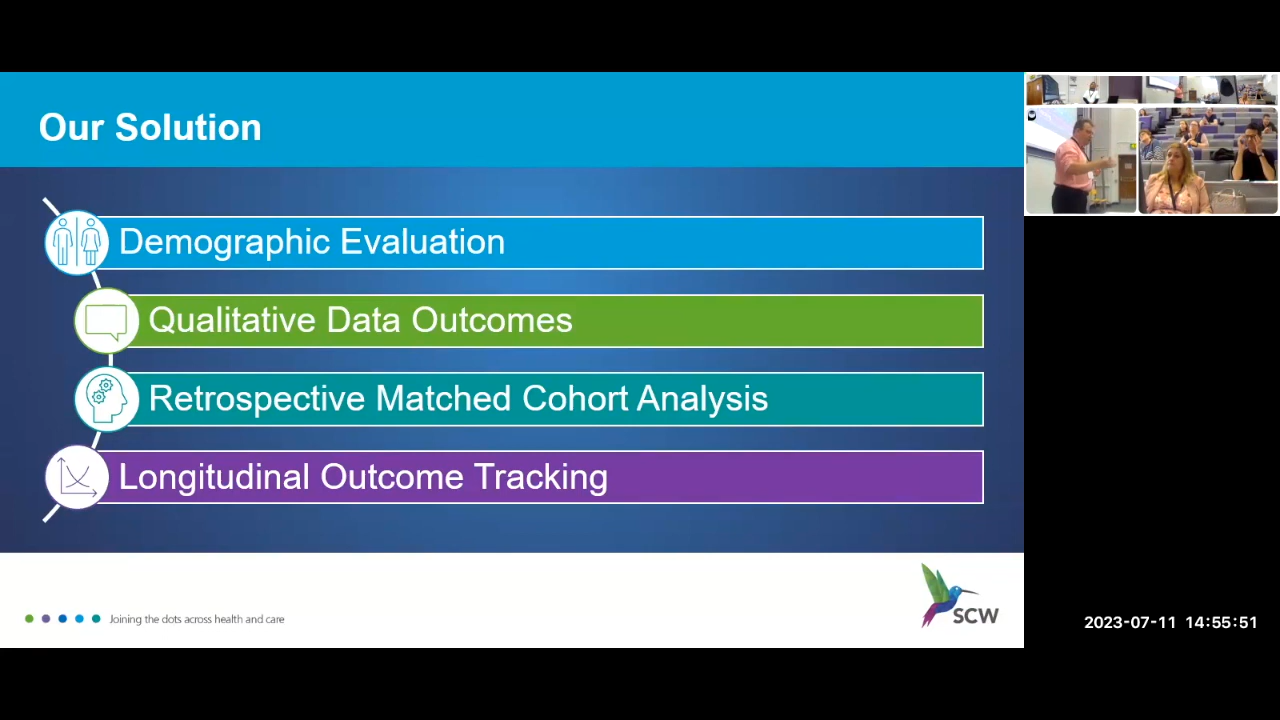 Our Solution
Demographic Evaluation
Qualitative Data Outcomes
Retrospective Matched Cohort Analysis
Longitudinal Outcome Tracking
Joining the dots across health and care
SCW
2023-07-11 14:55:51